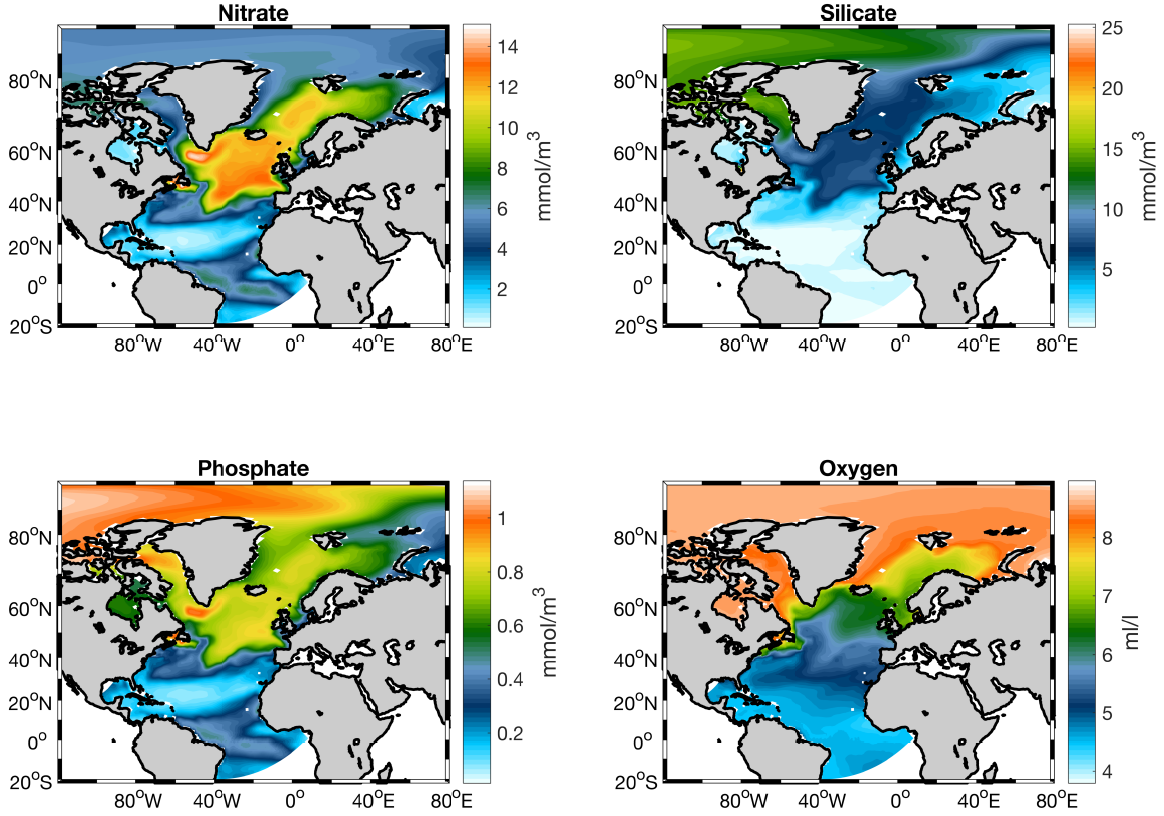 Nitrate
80°N
60°N
40°N
20°N
0°
20°S
80°W
40°W
0°
40°E
80°E
14
12
10
8
6
4
2
mmol/m³
Silicate
80°N
60°N
40°N
20°N
0°
20°S
80°W
40°W
0°
40°E
80°E
25
20
15
10
5
mmol/m³
Phosphate
80°N
60°N
40°N
20°N
0°
20°S
80°W
40°W
0°
40°E
80°E
1
0.8
0.6
0.4
0.2
mmol/m³
Oxygen
80°N
60°N
40°N
20°N
0°
20°S
80°W
40°W
0°
40°E
80°E
8
7
6
5
4
ml/l